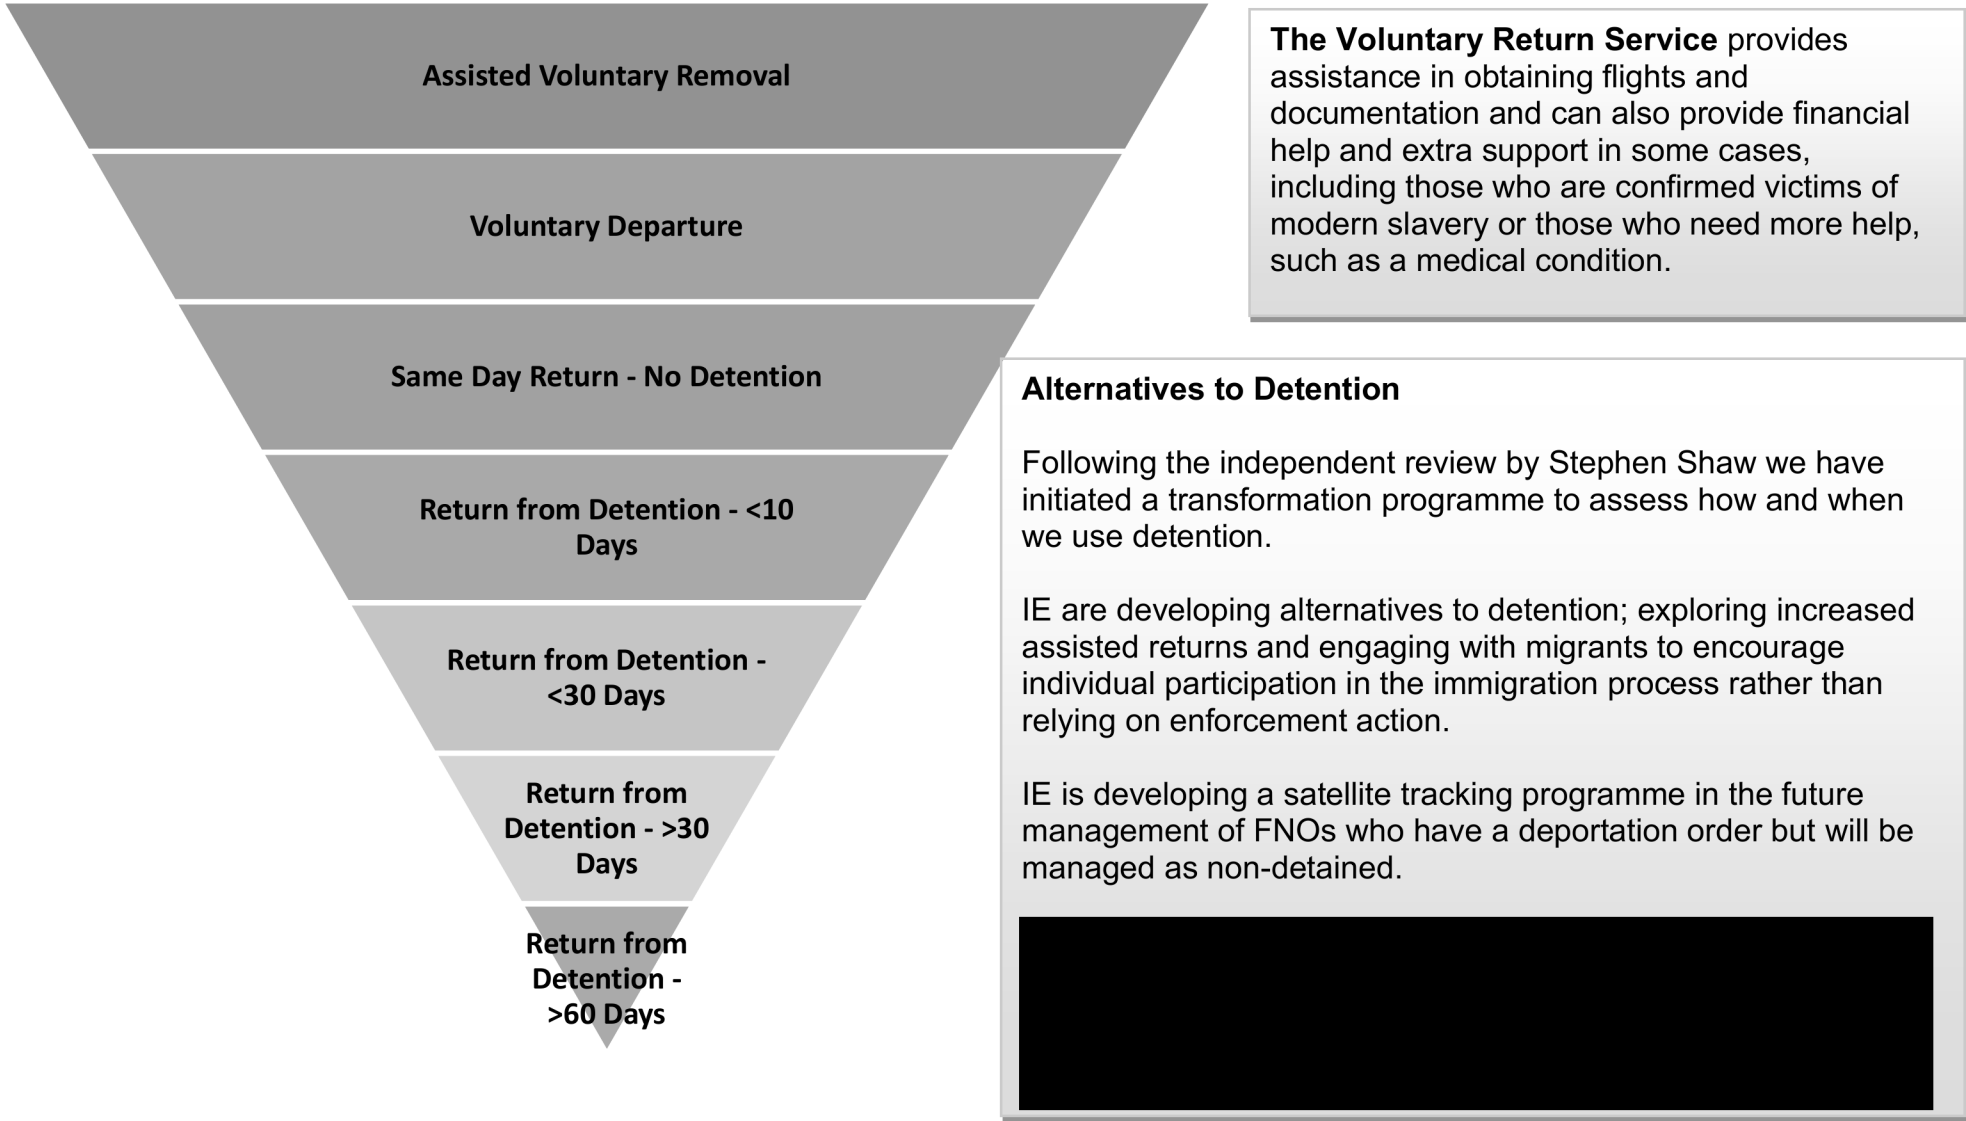 Assisted Voluntary Removal
Voluntary Departure
Same Day Return - No Detention
Return from Detention - <10
Days
Return from Detention -
<30 Days
Return from
Detention - >30
Days
Return from
Detention -
>60 Days
The Voluntary Return Service provides
assistance in obtaining flights and
documentation and can also provide financial
help and extra support in some cases,
including those who are confirmed victims of
modern slavery or those who need more help,
such as a medical condition.
Alternatives to Detention
Following the independent review by Stephen Shaw we have
initiated a transformation programme to assess how and when
we use detention.
IE are developing alternatives to detention; exploring increased
assisted returns and engaging with migrants to encourage
individual participation in the immigration process rather than
relying on enforcement action.
IE is developing a satellite tracking programme in the future
management of FNOs who have a deportation order but will be
managed as non-detained.